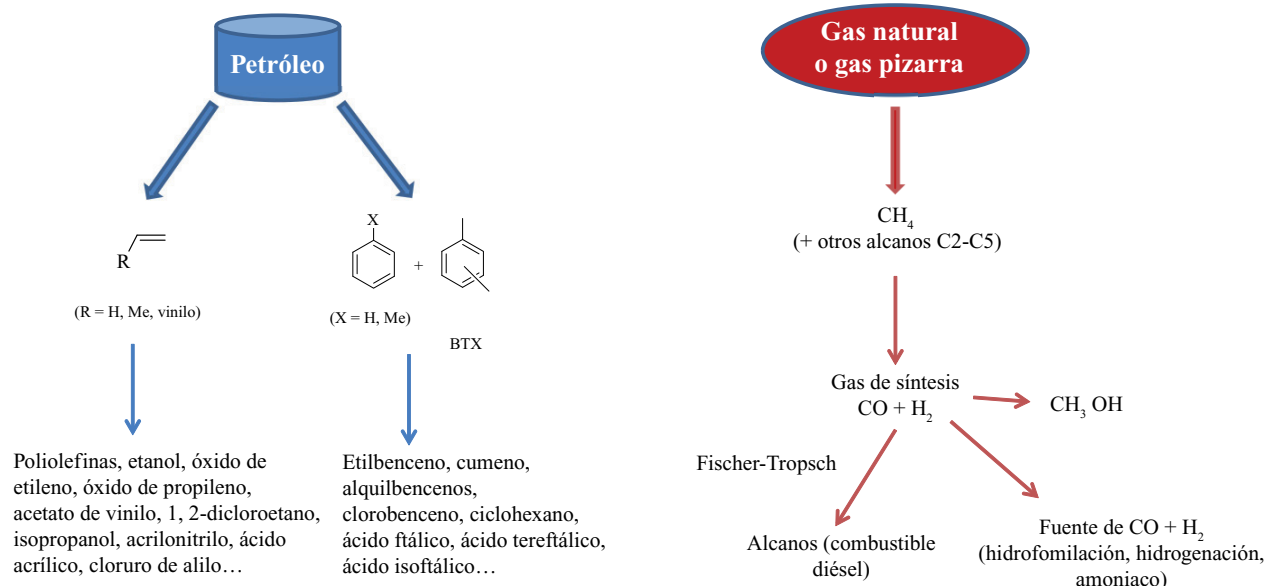 Petróleo
R
(R = H, Me, vinilo)
X
+
(X = H, Me)
BTX
Poliolefinas, etanol, óxido de
etileno, óxido de propileno,
acetato de vinilo, 1, 2-dicloroetano,
isopropanol, acrilonitrilo, ácido
acrílico, cloruro de alilo…
Etilbenceno, cumeno,
alquilbencenos,
clorobenceno, ciclohexano,
ácido ftálico, ácido tereftálico,
ácido isoftálico…
Gas natural
o gas pizarra
CH₄
(+ otros alcanos C2-C5)
Gas de síntesis
CO + H₂
CH₃ OH
Fischer-Tropsch
Alcanos (combustible
diésel)
Fuente de CO + H₂
(hidrofomilación, hidrogenación,
amoniaco)